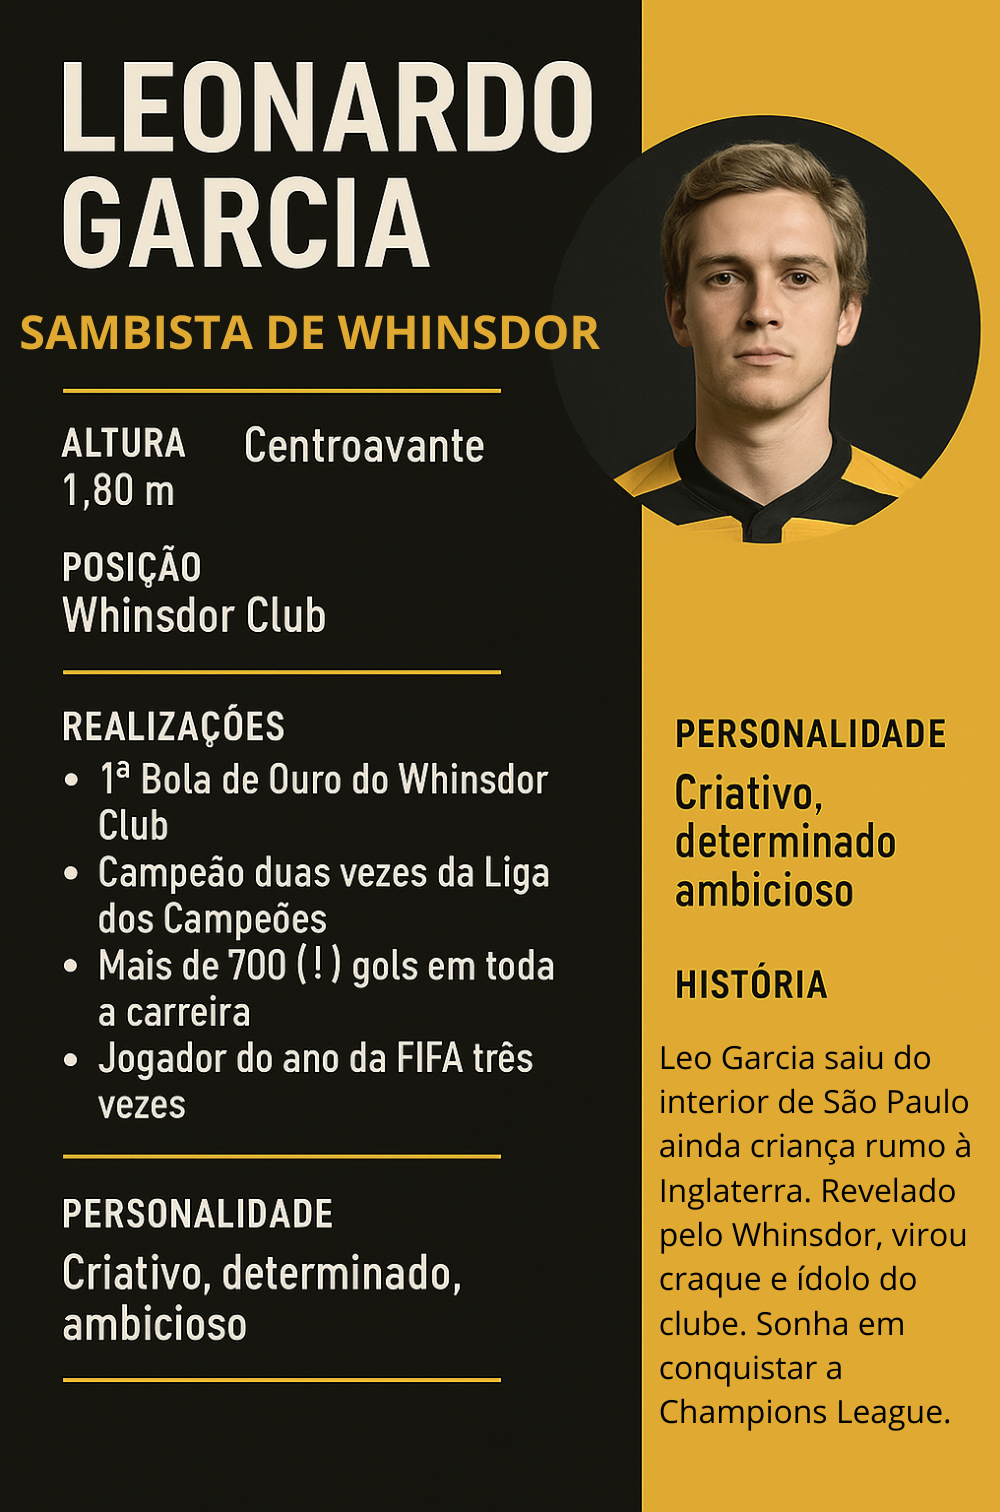 LEONARDO
GARCIA
SAMBISTA DE WHINSDOR
ALTURA
1,80 m
Centroavante
POSIÇÃO
Whinsdor Club
REALIZAÇÕES
• 1ª Bola de Ouro do Whinsdor
Club
• Campeão duas vezes da Liga
dos Campeões
• Mais de 700 (!) gols em toda
a carreira
• Jogador do ano da FIFA três
vezes
PERSONALIDADE
Criativo, determinado,
ambicioso
PERSONALIDADE
Criativo,
determinado
ambicioso
HISTÓRIA
Leo Garcia saiu do
interior de São Paulo
ainda criança rumo à
Inglaterra. Revelado
pelo Whinsdor, virou
craque e ídolo do
clube. Sonha em
conquistar a
Champions League.